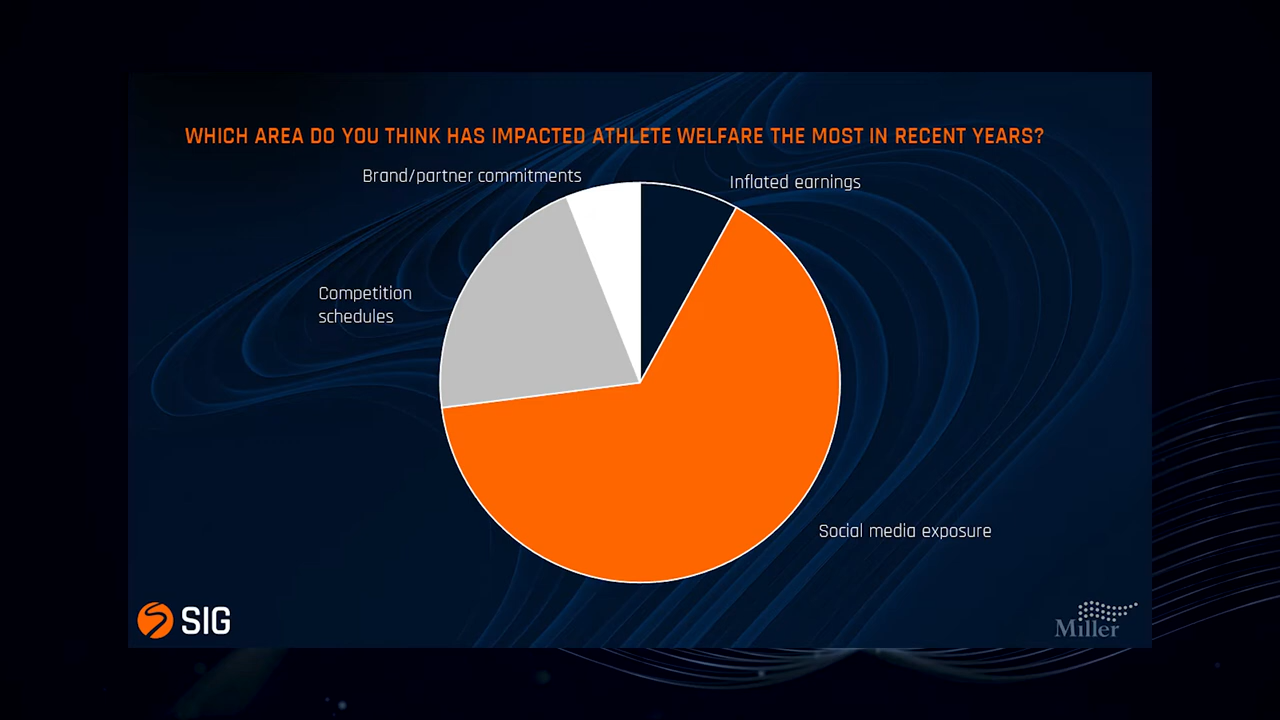 WHICH AREA DO YOU THINK HAS IMPACTED ATHLETE WELFARE THE MOST IN RECENT YEARS?
Brand/partner commitments
Inflated earnings
Competition
schedules
Social media exposure
SIG
Miller